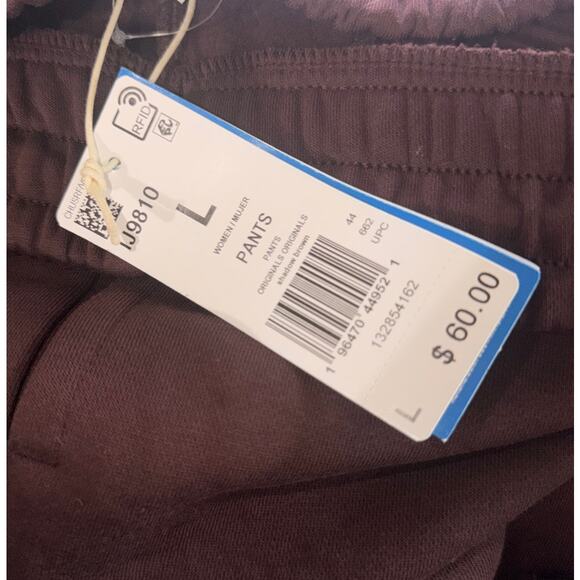 RFID
IJ9810
L
WOMEN / MUJER
PANTS
PANTS
ORIGINALS ORIGINALS
shadow brown
44
662
UPC
1 96470 44952 1
132854162
$ 60.00
L